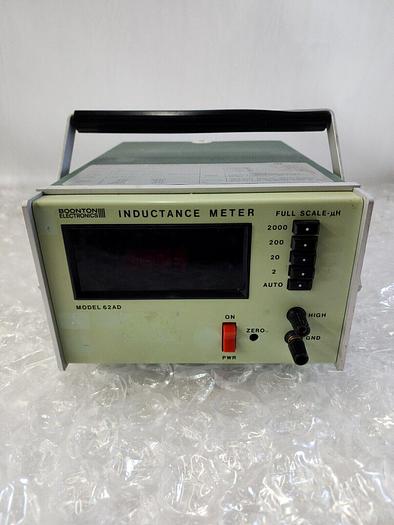 BOONTON
ELECTRONICS
INDUCTANCE METER
FULL SCALE-µH
2000
200
20
2
AUTO
MODEL 62AD
ON
HIGH
ZERO
GND
PWR